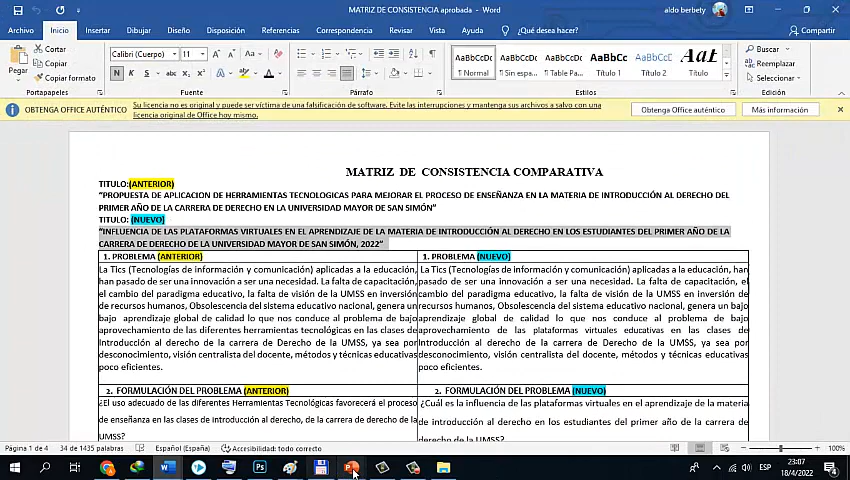 MATRIZ DE CONSISTENCIA aprobada - Word
aldo berbety
Archivo Inicio Insertar Dibujar Diseño Disposición Referencias Correspondencia Revisar Vista Ayuda ¿Qué desea hacer? Compartir
Pegar
Cortar
Copiar
Copiar formato
Portapapeles
Calibri (Cuerpo) 11
N K S abc x₂ x²
Fuente
Párrafo
AaBbCcDc AaBbCcDc AaBbCcDc AaBbCc AaBbCcC AaB
¶ Normal ¶ Sin espa... ¶ Table Pa... Título 1 Título 2 Título
Estilos
Buscar
Reemplazar
Seleccionar
Edición
OBTENGA OFFICE AUTÉNTICO Su licencia no es original y puede ser víctima de una falsificación de software. Evite las interrupciones y mantenga sus archivos a salvo con una
licencia original de Office hoy mismo.
Obtenga Office auténtico Más información
MATRIZ DE CONSISTENCIA COMPARATIVA
TITULO:(ANTERIOR)
“PROPUESTA DE APLICACION DE HERRAMIENTAS TECNOLOGICAS PARA MEJORAR EL PROCESO DE ENSEÑANZA EN LA MATERIA DE INTRODUCCIÓN AL DERECHO DEL
PRIMER AÑO DE LA CARRERA DE DERECHO EN LA UNIVERSIDAD MAYOR DE SAN SIMÓN”
TITULO: (NUEVO)
“INFLUENCIA DE LAS PLATAFORMAS VIRTUALES EN EL APRENDIZAJE DE LA MATERIA DE INTRODUCCIÓN AL DERECHO EN LOS ESTUDIANTES DEL PRIMER AÑO DE LA
CARRERA DE DERECHO DE LA UNIVERSIDAD MAYOR DE SAN SIMÓN, 2022”
1. PROBLEMA (ANTERIOR)
La Tics (Tecnologías de información y comunicación) aplicadas a la educación,
han pasado de ser una innovación a ser una necesidad. La falta de capacitación,
el cambio del paradigma educativo, la falta de visión de la UMSS en inversión
de recursos humanos, Obsolescencia del sistema educativo nacional, genera un
bajo aprendizaje global de calidad lo que nos conduce al problema de bajo
aprovechamiento de las diferentes herramientas tecnológicas en las clases de
Introducción al derecho de la carrera de Derecho de la UMSS, ya sea por
desconocimiento, visión centralista del docente, métodos y técnicas educativas
poco eficientes.
1. PROBLEMA (NUEVO)
La Tics (Tecnologías de información y comunicación) aplicadas a la educación, han
pasado de ser una innovación a ser una necesidad. La falta de capacitación, el
cambio del paradigma educativo, la falta de visión de la UMSS en inversión de
recursos humanos, Obsolescencia del sistema educativo nacional, genera un bajo
aprendizaje global de calidad lo que nos conduce al problema de bajo
aprovechamiento de las plataformas virtuales educativas en las clases de
Introducción al derecho de la carrera de Derecho de la UMSS, ya sea por
desconocimiento, visión centralista del docente, métodos y técnicas educativas
poco eficientes.
2. FORMULACIÓN DEL PROBLEMA (ANTERIOR)
¿El uso adecuado de las diferentes Herramientas Tecnológicas favorecerá el proceso
de enseñanza en las clases de introducción al derecho, de la carrera de derecho de la
UMSS?
2. FORMULACIÓN DEL PROBLEMA (NUEVO)
¿Cuál es la influencia de las plataformas virtuales en el aprendizaje de la materia
de introducción al derecho en los estudiantes del primer año de la carrera de
derecho de la UMSS?
Página 1 de 4 34 de 1435 palabras Español (España) Accesibilidad: todo correcto 100%
ESP
23:07
18/4/2022
4